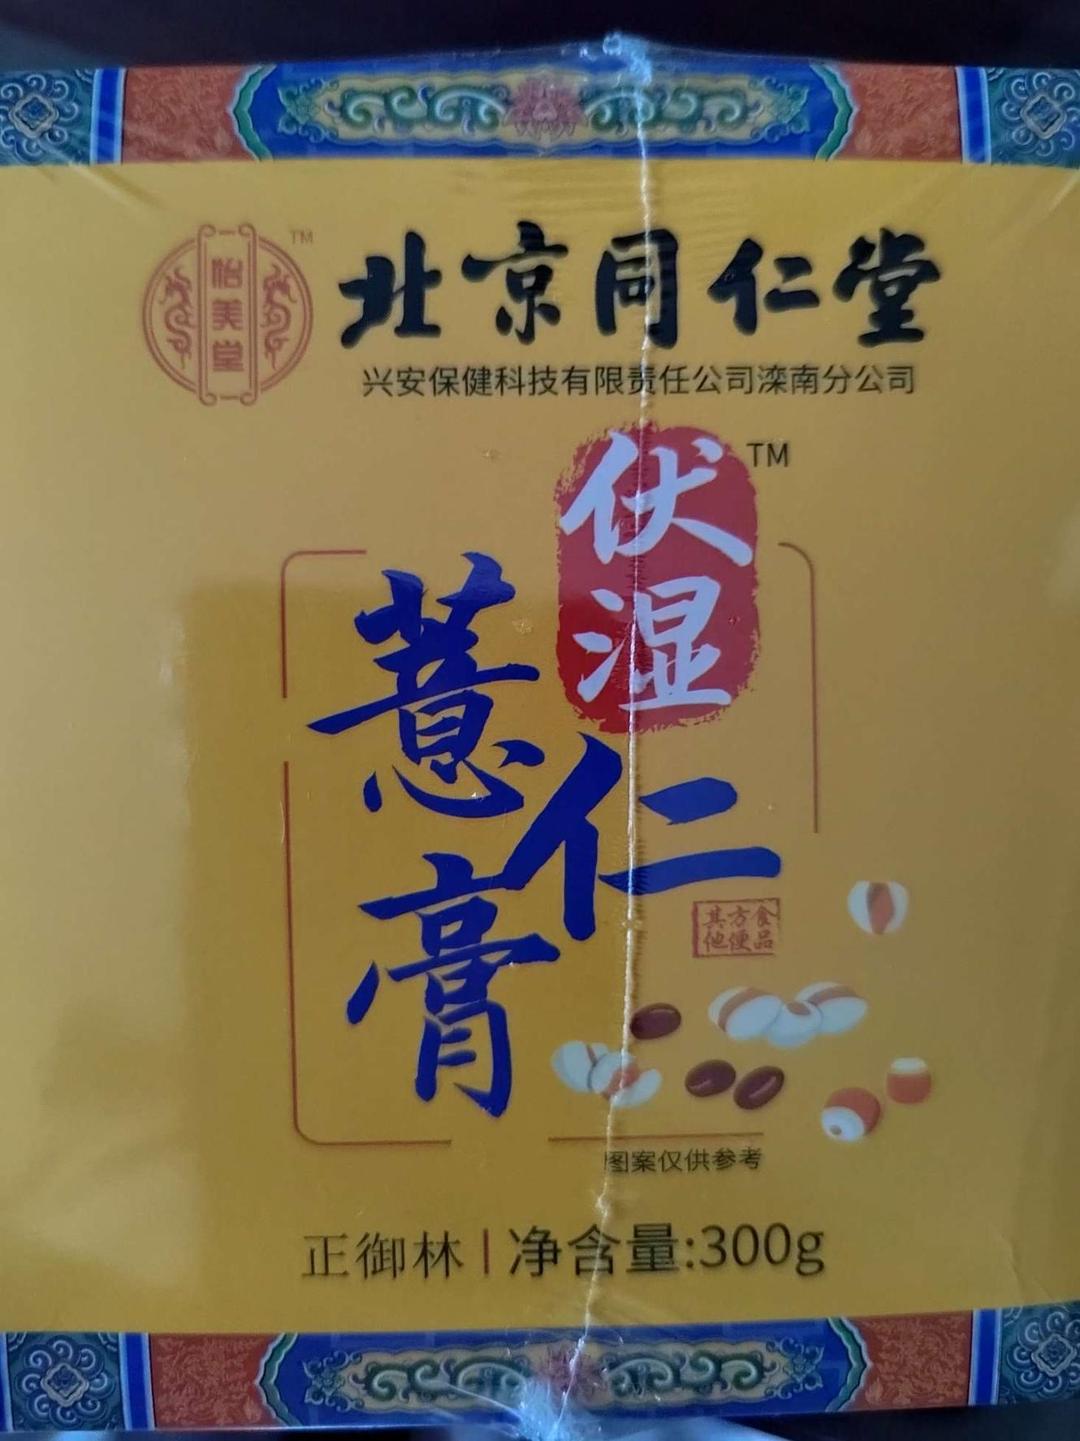 怡美堂
TM
北京同仁堂
兴安保健科技有限责任公司滦南分公司
伏湿
TM
薏仁膏
其他方便食品
图案仅供参考
正御林|净含量:300g